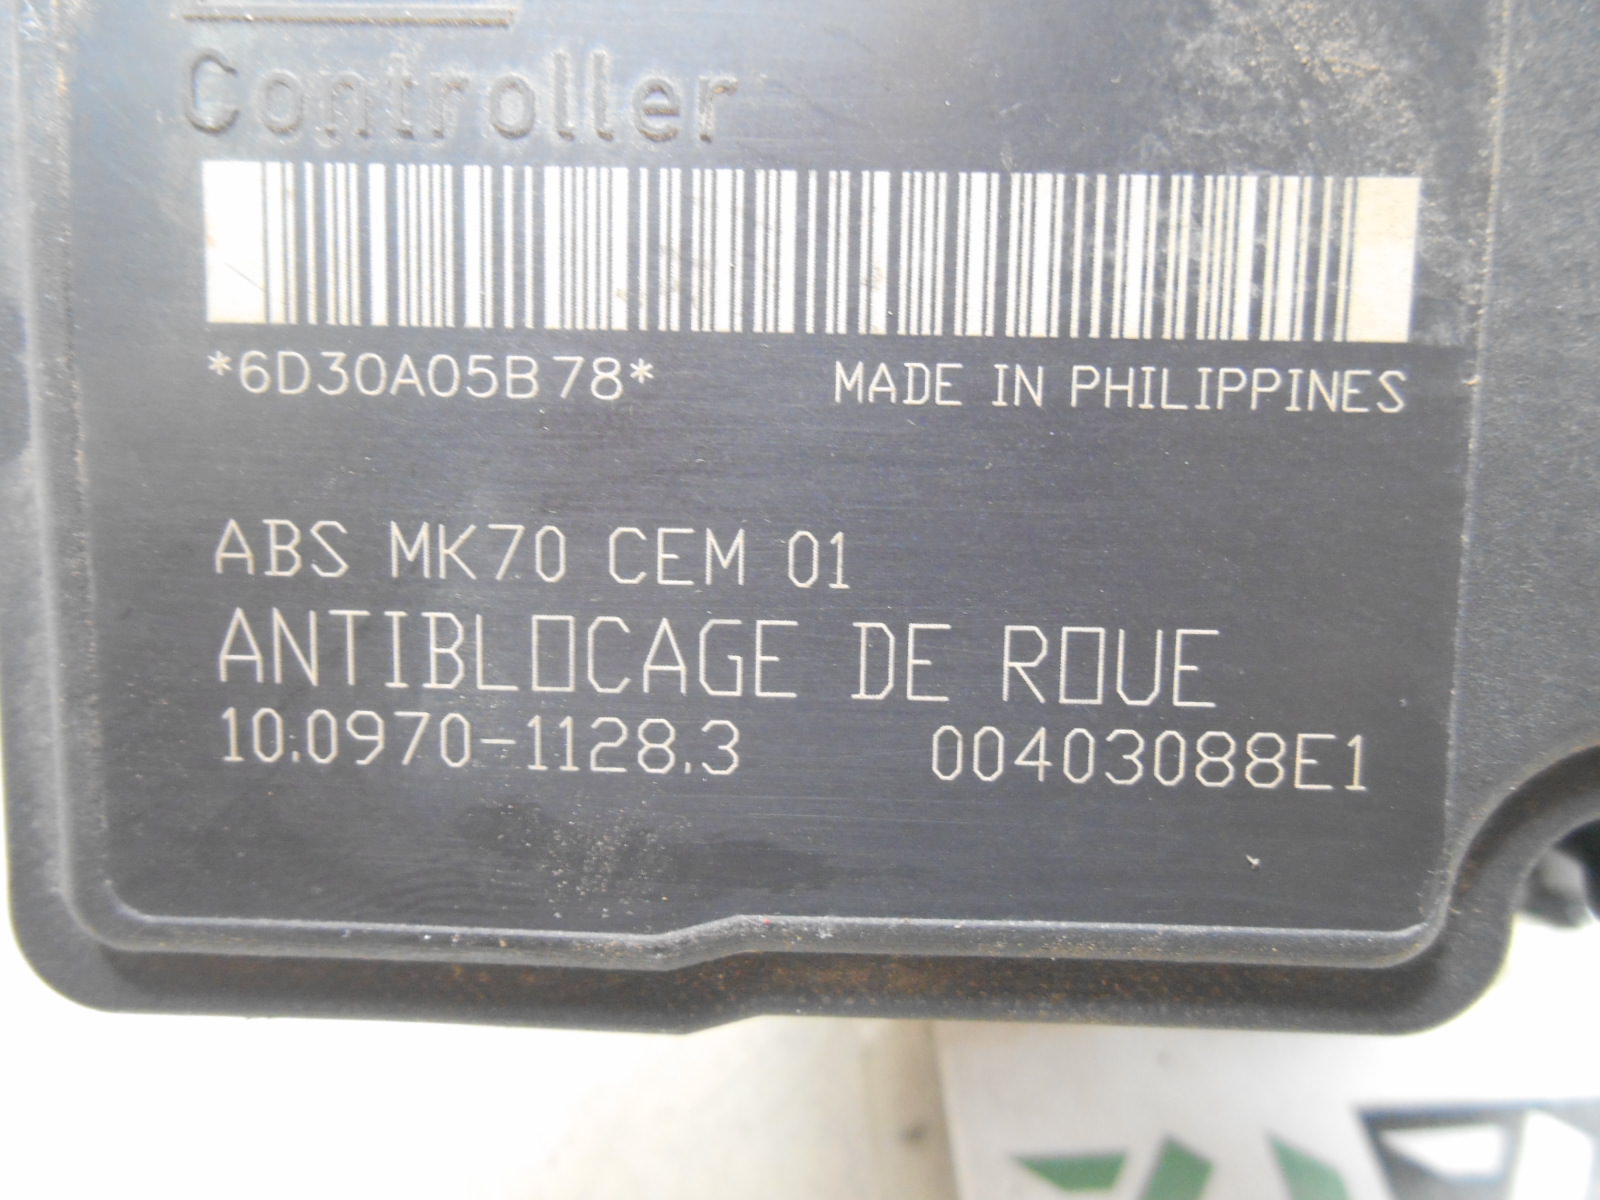 Controller
*6D30A05B78* MADE IN PHILIPPINES
ABS MK70 CEM 01
ANTIBLOCAGE DE ROUE
10.0970-1128.3 00403088E1